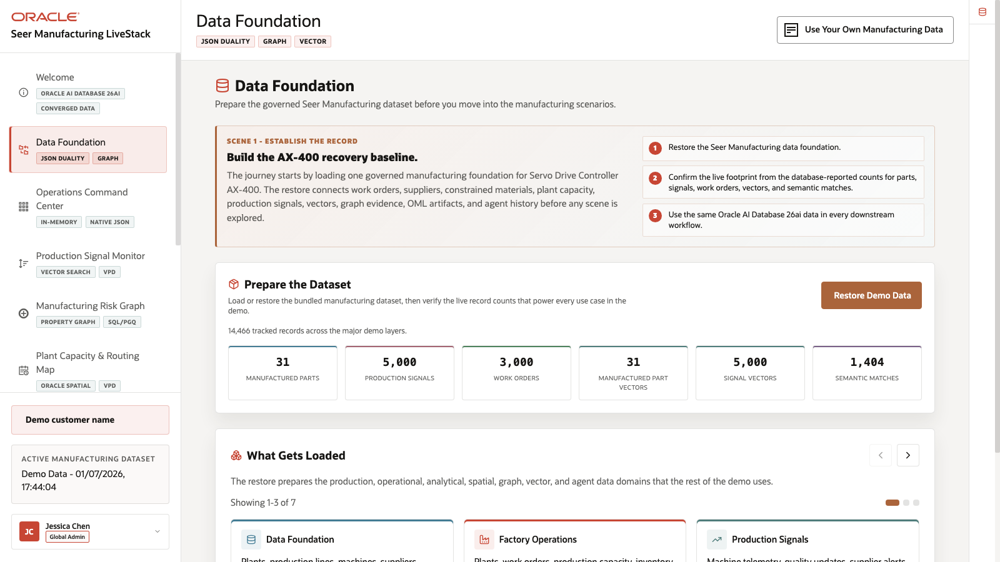 ORACLE
Seer Manufacturing LiveStack
Welcome
ORACLE AI DATABASE 26AI
CONVERGED DATA
Data Foundation
JSON DUALITY
GRAPH
Operations Command
Center
IN-MEMORY
NATIVE JSON
Production Signal Monitor
VECTOR SEARCH
VPD
Manufacturing Risk Graph
PROPERTY GRAPH
SQL/PGQ
Plant Capacity & Routing
Map
ORACLE SPATIAL
VPD
Demo customer name
ACTIVE MANUFACTURING DATASET
Demo Data - 01/07/2026,
17:44:04
JC
Jessica Chen
Global Admin
Data Foundation
JSON DUALITY
GRAPH
VECTOR
Use Your Own Manufacturing Data
Data Foundation
Prepare the governed Seer Manufacturing dataset before you move into the manufacturing scenarios.
SCENE 1 - ESTABLISH THE RECORD
Build the AX-400 recovery baseline.
The journey starts by loading one governed manufacturing foundation for Servo Drive Controller
AX-400. The restore connects work orders, suppliers, constrained materials, plant capacity,
production signals, vectors, graph evidence, OML artifacts, and agent history before any scene is
explored.
1
Restore the Seer Manufacturing data foundation.
2
Confirm the live footprint from the database-reported counts for parts,
signals, work orders, vectors, and semantic matches.
3
Use the same Oracle AI Database 26ai data in every downstream
workflow.
Prepare the Dataset
Load or restore the bundled manufacturing dataset, then verify the live record counts that power every use case in the
demo.
Restore Demo Data
14,466 tracked records across the major demo layers.
31
MANUFACTURED PARTS
5,000
PRODUCTION SIGNALS
3,000
WORK ORDERS
31
MANUFACTURED PART
VECTORS
5,000
SIGNAL VECTORS
1,404
SEMANTIC MATCHES
What Gets Loaded
The restore prepares the production, operational, analytical, spatial, graph, vector, and agent data domains that the rest of the demo uses.
Showing 1-3 of 7
Data Foundation
Plants, production lines, machines, suppliers,
Factory Operations
Plants, work orders, production capacity, inventory,
Production Signals
Machine telemetry, quality updates, supplier alerts,